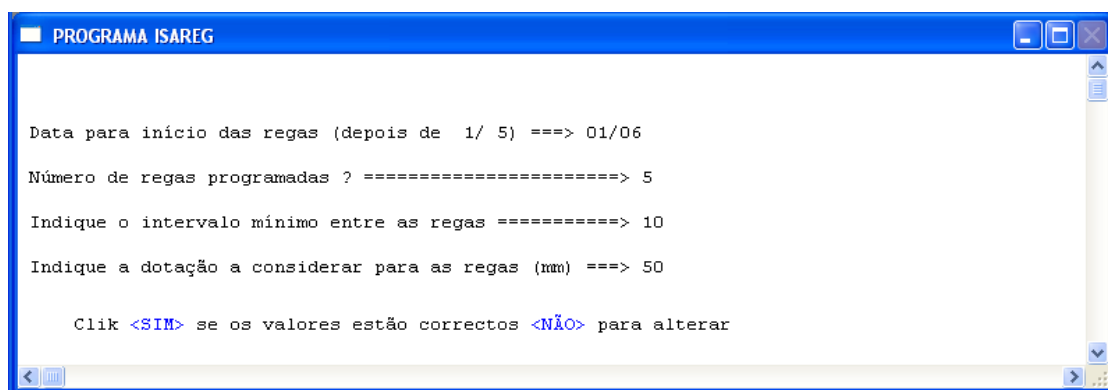 PROGRAMA ISAREG
Data para início das regas (depois de  1/ 5) ===> 01/06
Número de regas programadas ? =======================> 5
Indique o intervalo mínimo entre as regas ===========> 10
Indique a dotação a considerar para as regas (mm) ===> 50
Clik <SIM> se os valores estão correctos <NÃO> para alterar